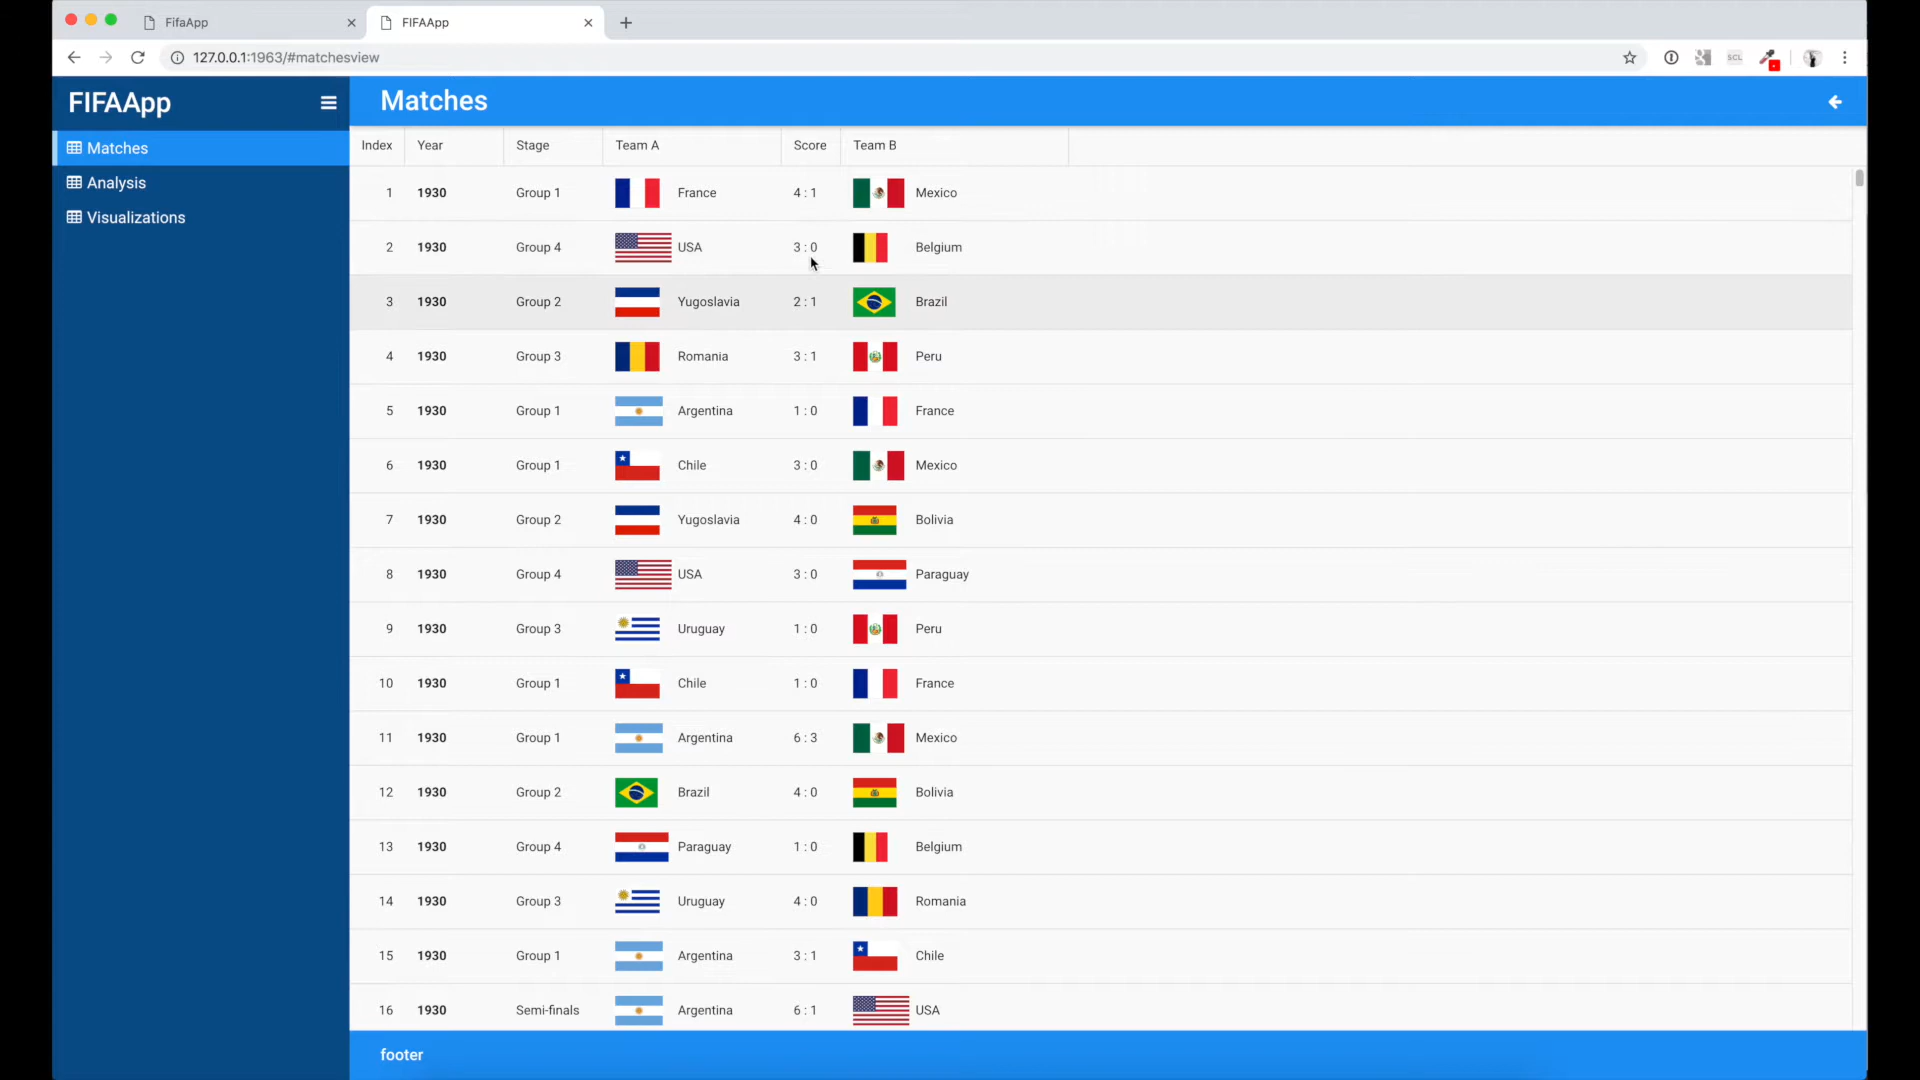 FifaApp
FIFAApp
127.0.0.1:1963/#matchesview
SCL
FIFAApp
Matches
Matches
Analysis
Visualizations
Index Year Stage Team A Score Team B
1 1930 Group 1 France 4 : 1 Mexico
2 1930 Group 4 USA 3 : 0 Belgium
3 1930 Group 2 Yugoslavia 2 : 1 Brazil
4 1930 Group 3 Romania 3 : 1 Peru
5 1930 Group 1 Argentina 1 : 0 France
6 1930 Group 1 Chile 3 : 0 Mexico
7 1930 Group 2 Yugoslavia 4 : 0 Bolivia
8 1930 Group 4 USA 3 : 0 Paraguay
9 1930 Group 3 Uruguay 1 : 0 Peru
10 1930 Group 1 Chile 1 : 0 France
11 1930 Group 1 Argentina 6 : 3 Mexico
12 1930 Group 2 Brazil 4 : 0 Bolivia
13 1930 Group 4 Paraguay 1 : 0 Belgium
14 1930 Group 3 Uruguay 4 : 0 Romania
15 1930 Group 1 Argentina 3 : 1 Chile
16 1930 Semi-finals Argentina 6 : 1 USA
footer